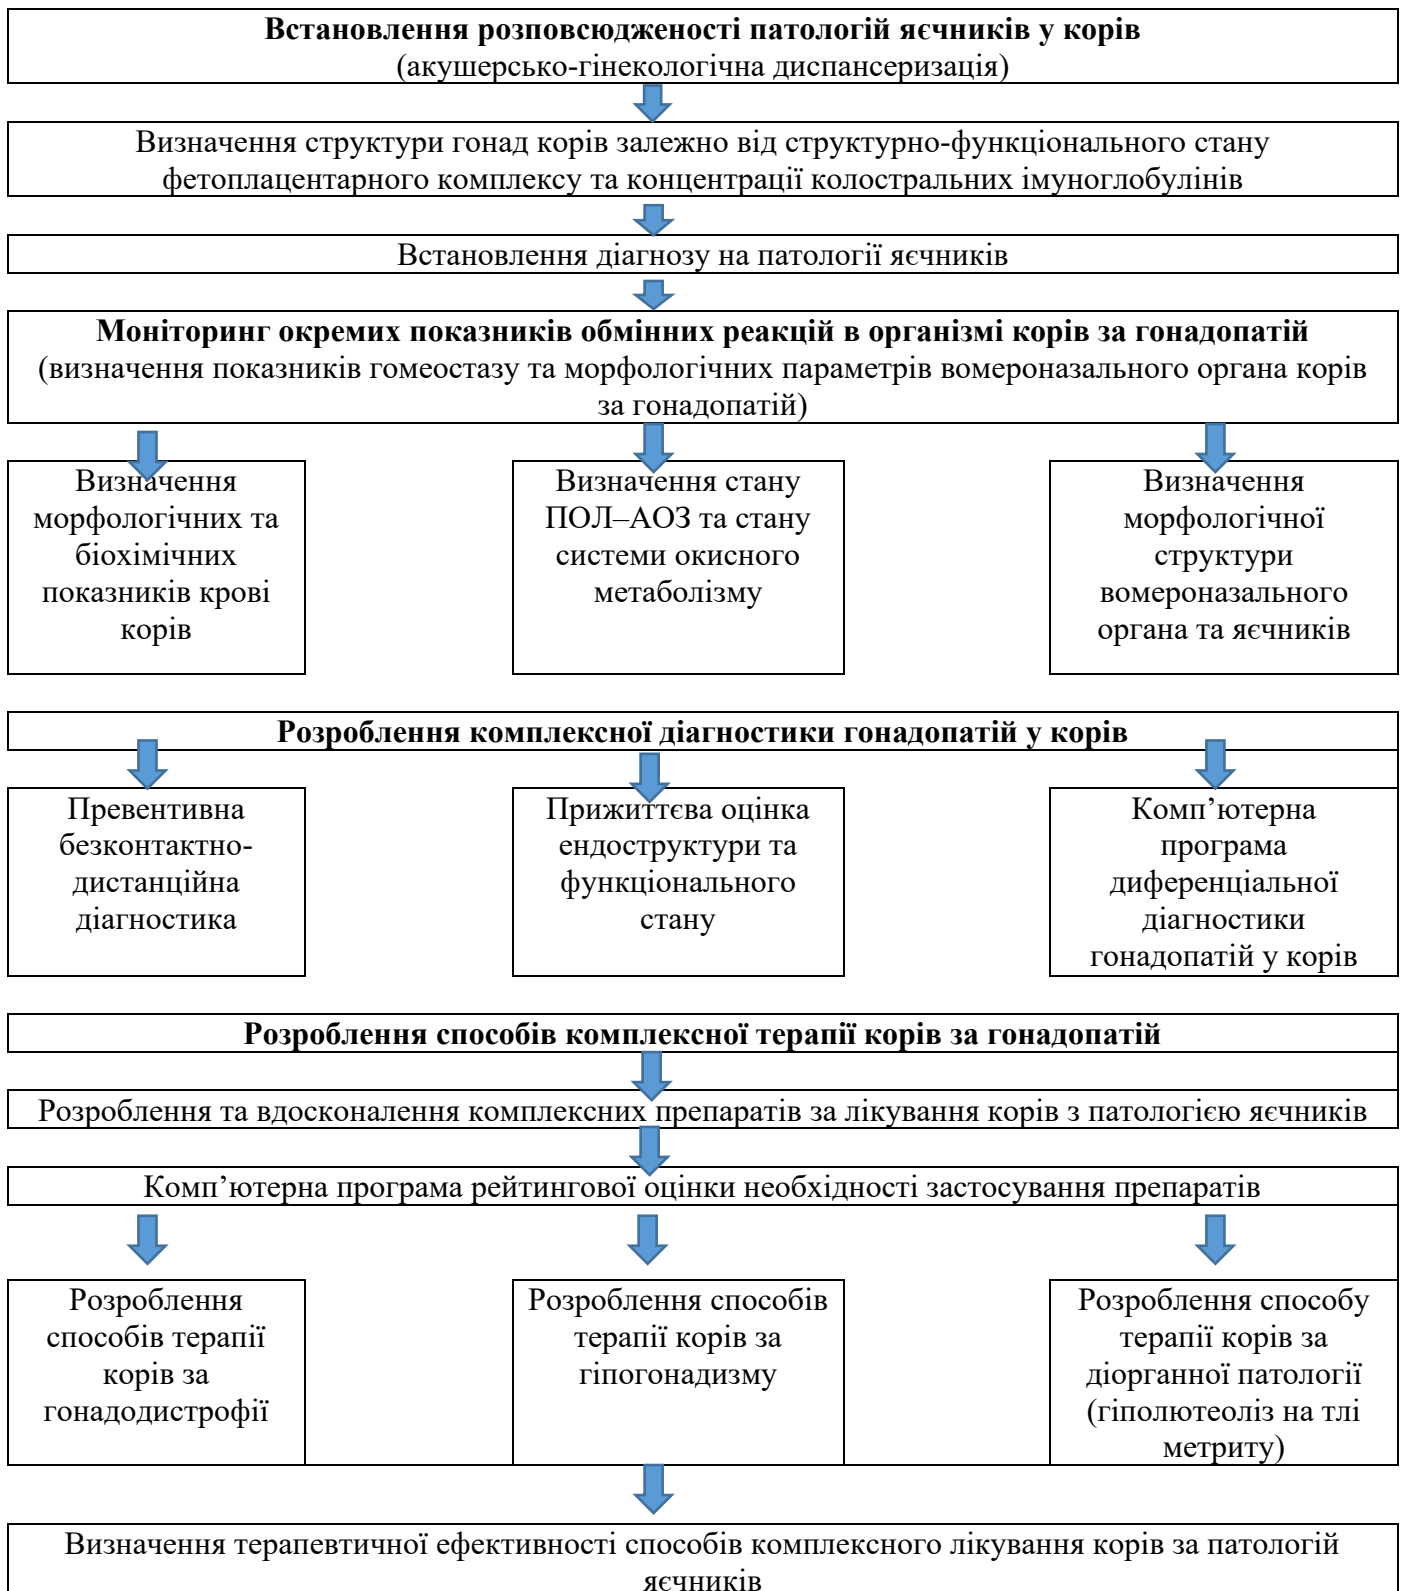 Встановлення розповсюдженості патологій яєчників у корів
(акушерсько-гінекологічна диспансеризація)
Визначення структури гонад корів залежно від структурно-функціонального стану
фетоплацентарного комплексу та концентрації колостральних імуноглобулінів
Встановлення діагнозу на патології яєчників
Моніторинг окремих показників обмінних реакцій в організмі корів за гонадопатій
(визначення показників гомеостазу та морфологічних параметрів вомероназального органа корів
за гонадопатій)
Визначення
морфологічних та
біохімічних
показників крові
корів
Визначення стану
ПОЛ–АОЗ та стану
системи окисного
метаболізму
Визначення
морфологічної
структури
вомероназального
органа та яєчників
Розроблення комплексної діагностики гонадопатій у корів
Превентивна
безконтактно-
дистанційна
діагностика
Прижиттєва оцінка
ендоструктури та
функціонального
стану
Комп’ютерна
програма
диференціальної
діагностики
гонадопатій у корів
Розроблення способів комплексної терапії корів за гонадопатій
Розроблення та вдосконалення комплексних препаратів за лікування корів з патологією яєчників
Комп’ютерна програма рейтингової оцінки необхідності застосування препаратів
Розроблення
способів терапії
корів за
гонадодистрофії
Розроблення способів
терапії корів за
гіпогонадизму
Розроблення способу
терапії корів за
діорганної патології
(гіполютеоліз на тлі
метриту)
Визначення терапевтичної ефективності способів комплексного лікування корів за патологій
яєчників